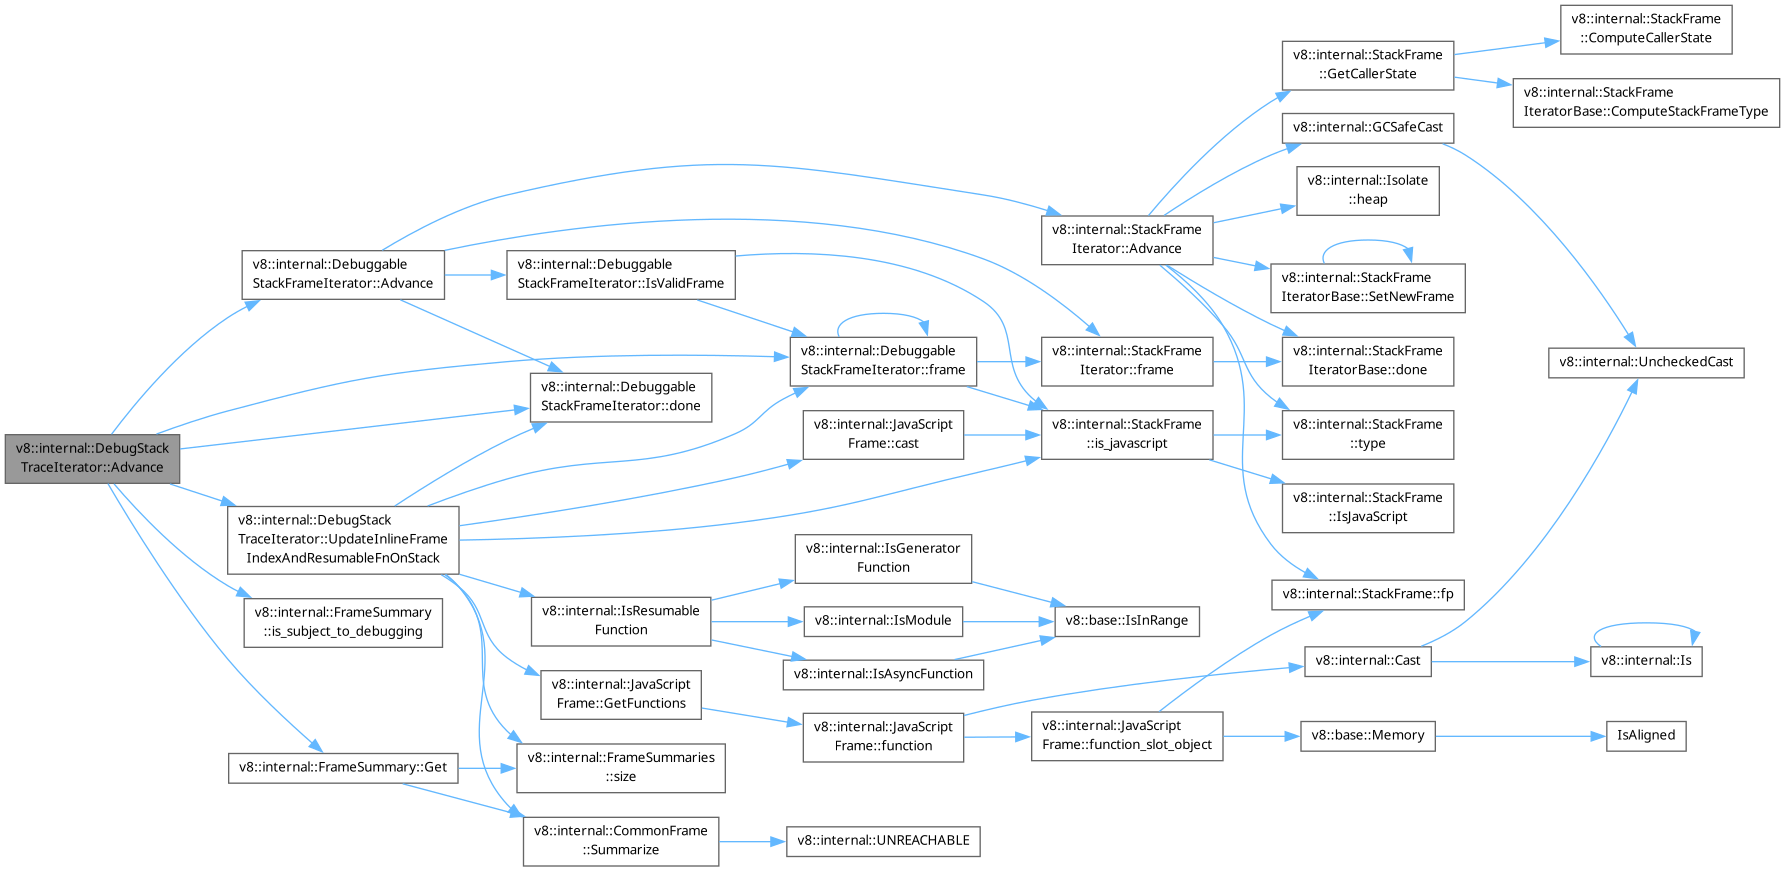 v8::internal::DebugStack
TraceIterator::Advance
v8::internal::Debuggable
StackFrameIterator::Advance
v8::internal::DebugStack
TraceIterator::UpdateInlineFrame
IndexAndResumableFnOnStack
v8::internal::FrameSummary
::is_subject_to_debugging
v8::internal::FrameSummary::Get
v8::internal::Debuggable
StackFrameIterator::IsValidFrame
v8::internal::Debuggable
StackFrameIterator::done
v8::internal::IsResumable
Function
v8::internal::JavaScript
Frame::GetFunctions
v8::internal::FrameSummaries
::size
v8::internal::CommonFrame
::Summarize
v8::internal::Debuggable
StackFrameIterator::frame
v8::internal::JavaScript
Frame::cast
v8::internal::IsGenerator
Function
v8::internal::IsModule
v8::internal::IsAsyncFunction
v8::internal::JavaScript
Frame::function
v8::internal::UNREACHABLE
v8::internal::StackFrame
Iterator::Advance
v8::internal::StackFrame
Iterator::frame
v8::internal::StackFrame
::is_javascript
v8::base::IsInRange
v8::internal::JavaScript
Frame::function_slot_object
v8::internal::StackFrame
::GetCallerState
v8::internal::GCSafeCast
v8::internal::Isolate
::heap
v8::internal::StackFrame
IteratorBase::SetNewFrame
v8::internal::StackFrame
IteratorBase::done
v8::internal::StackFrame
::type
v8::internal::StackFrame
::IsJavaScript
v8::internal::StackFrame::fp
v8::internal::Cast
v8::base::Memory
v8::internal::StackFrame
::ComputeCallerState
v8::internal::StackFrame
IteratorBase::ComputeStackFrameType
v8::internal::UncheckedCast
v8::internal::Is
IsAligned